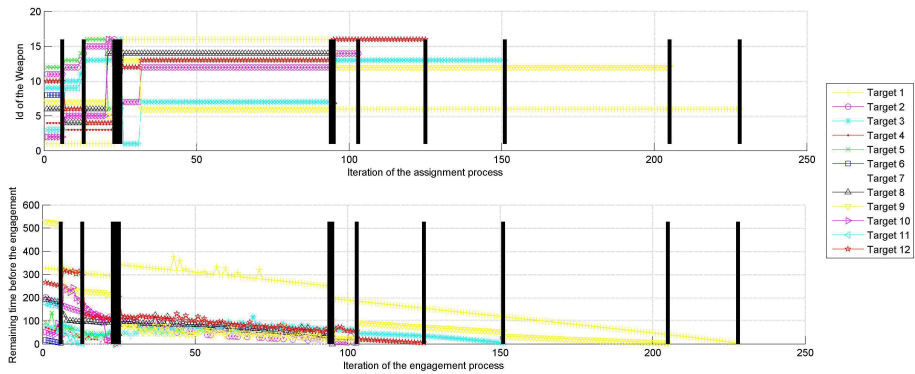 20
15
10
5
0
Id of the Weapon
0 50 100 150 200 250
Iteration of the assignment process
600
500
400
300
200
100
0
Remaining time before the engagement
0 50 100 150 200 250
Iteration of the engagement process
Target 1
Target 2
Target 3
Target 4
Target 5
Target 6
Target 7
Target 8
Target 9
Target 10
Target 11
Target 12